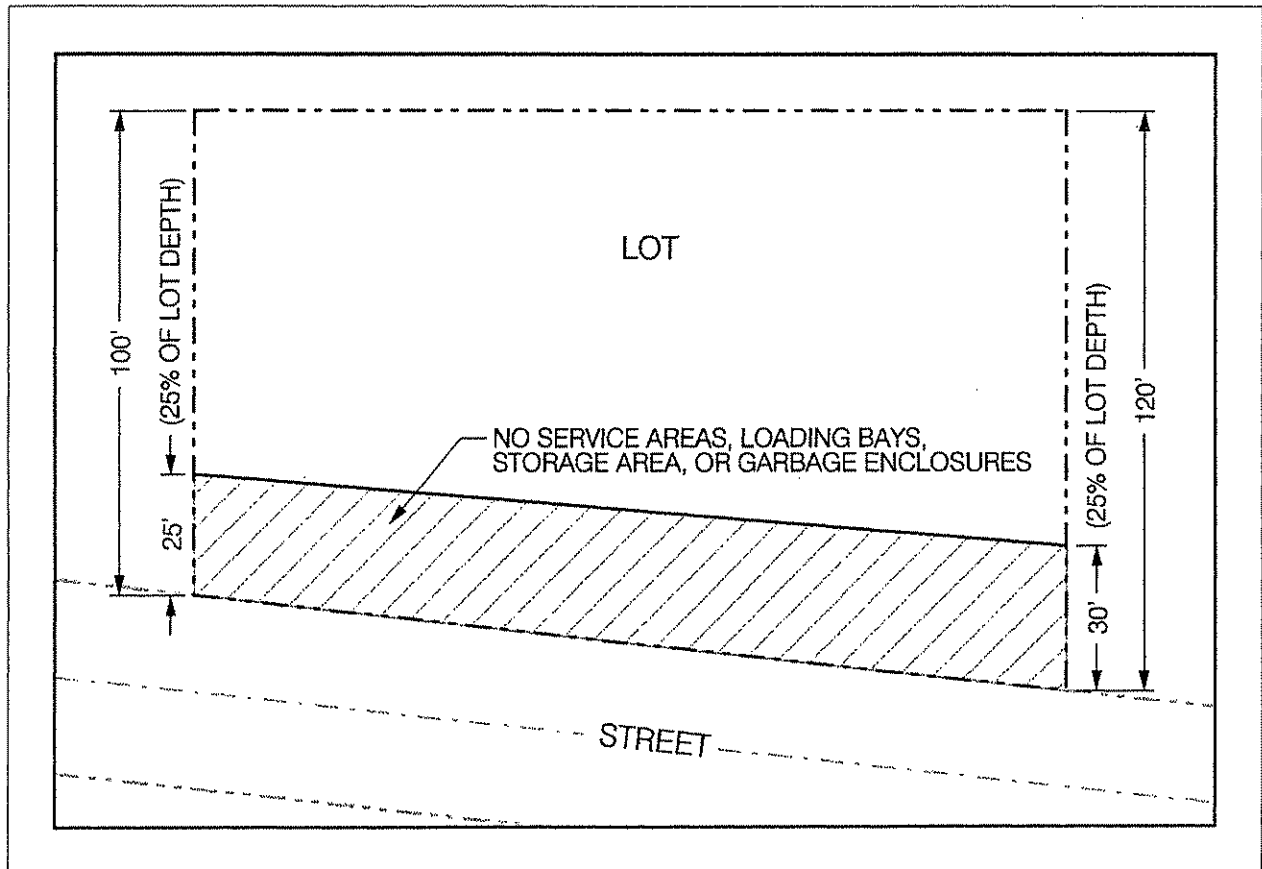 LOT
100'
(25% OF LOT DEPTH)
25'
NO SERVICE AREAS, LOADING BAYS,
STORAGE AREA, OR GARBAGE ENCLOSURES
(25% OF LOT DEPTH)
30'
120'
STREET